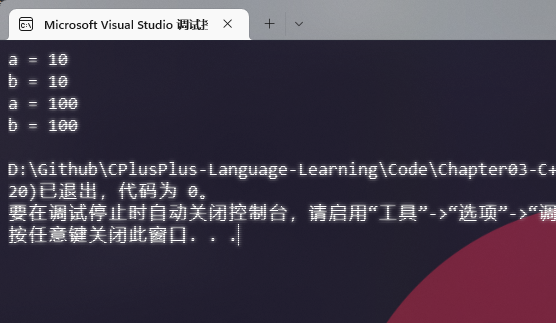 Microsoft Visual Studio 调试
a = 10
b = 10
a = 100
b = 100
D:\Github\CPlusPlus-Language-Learning\Code\Chapter03-C+
20)已退出，代码为 0。
要在调试停止时自动关闭控制台，请启用“工具”->“选项”->“调
按任意键关闭此窗口. . .